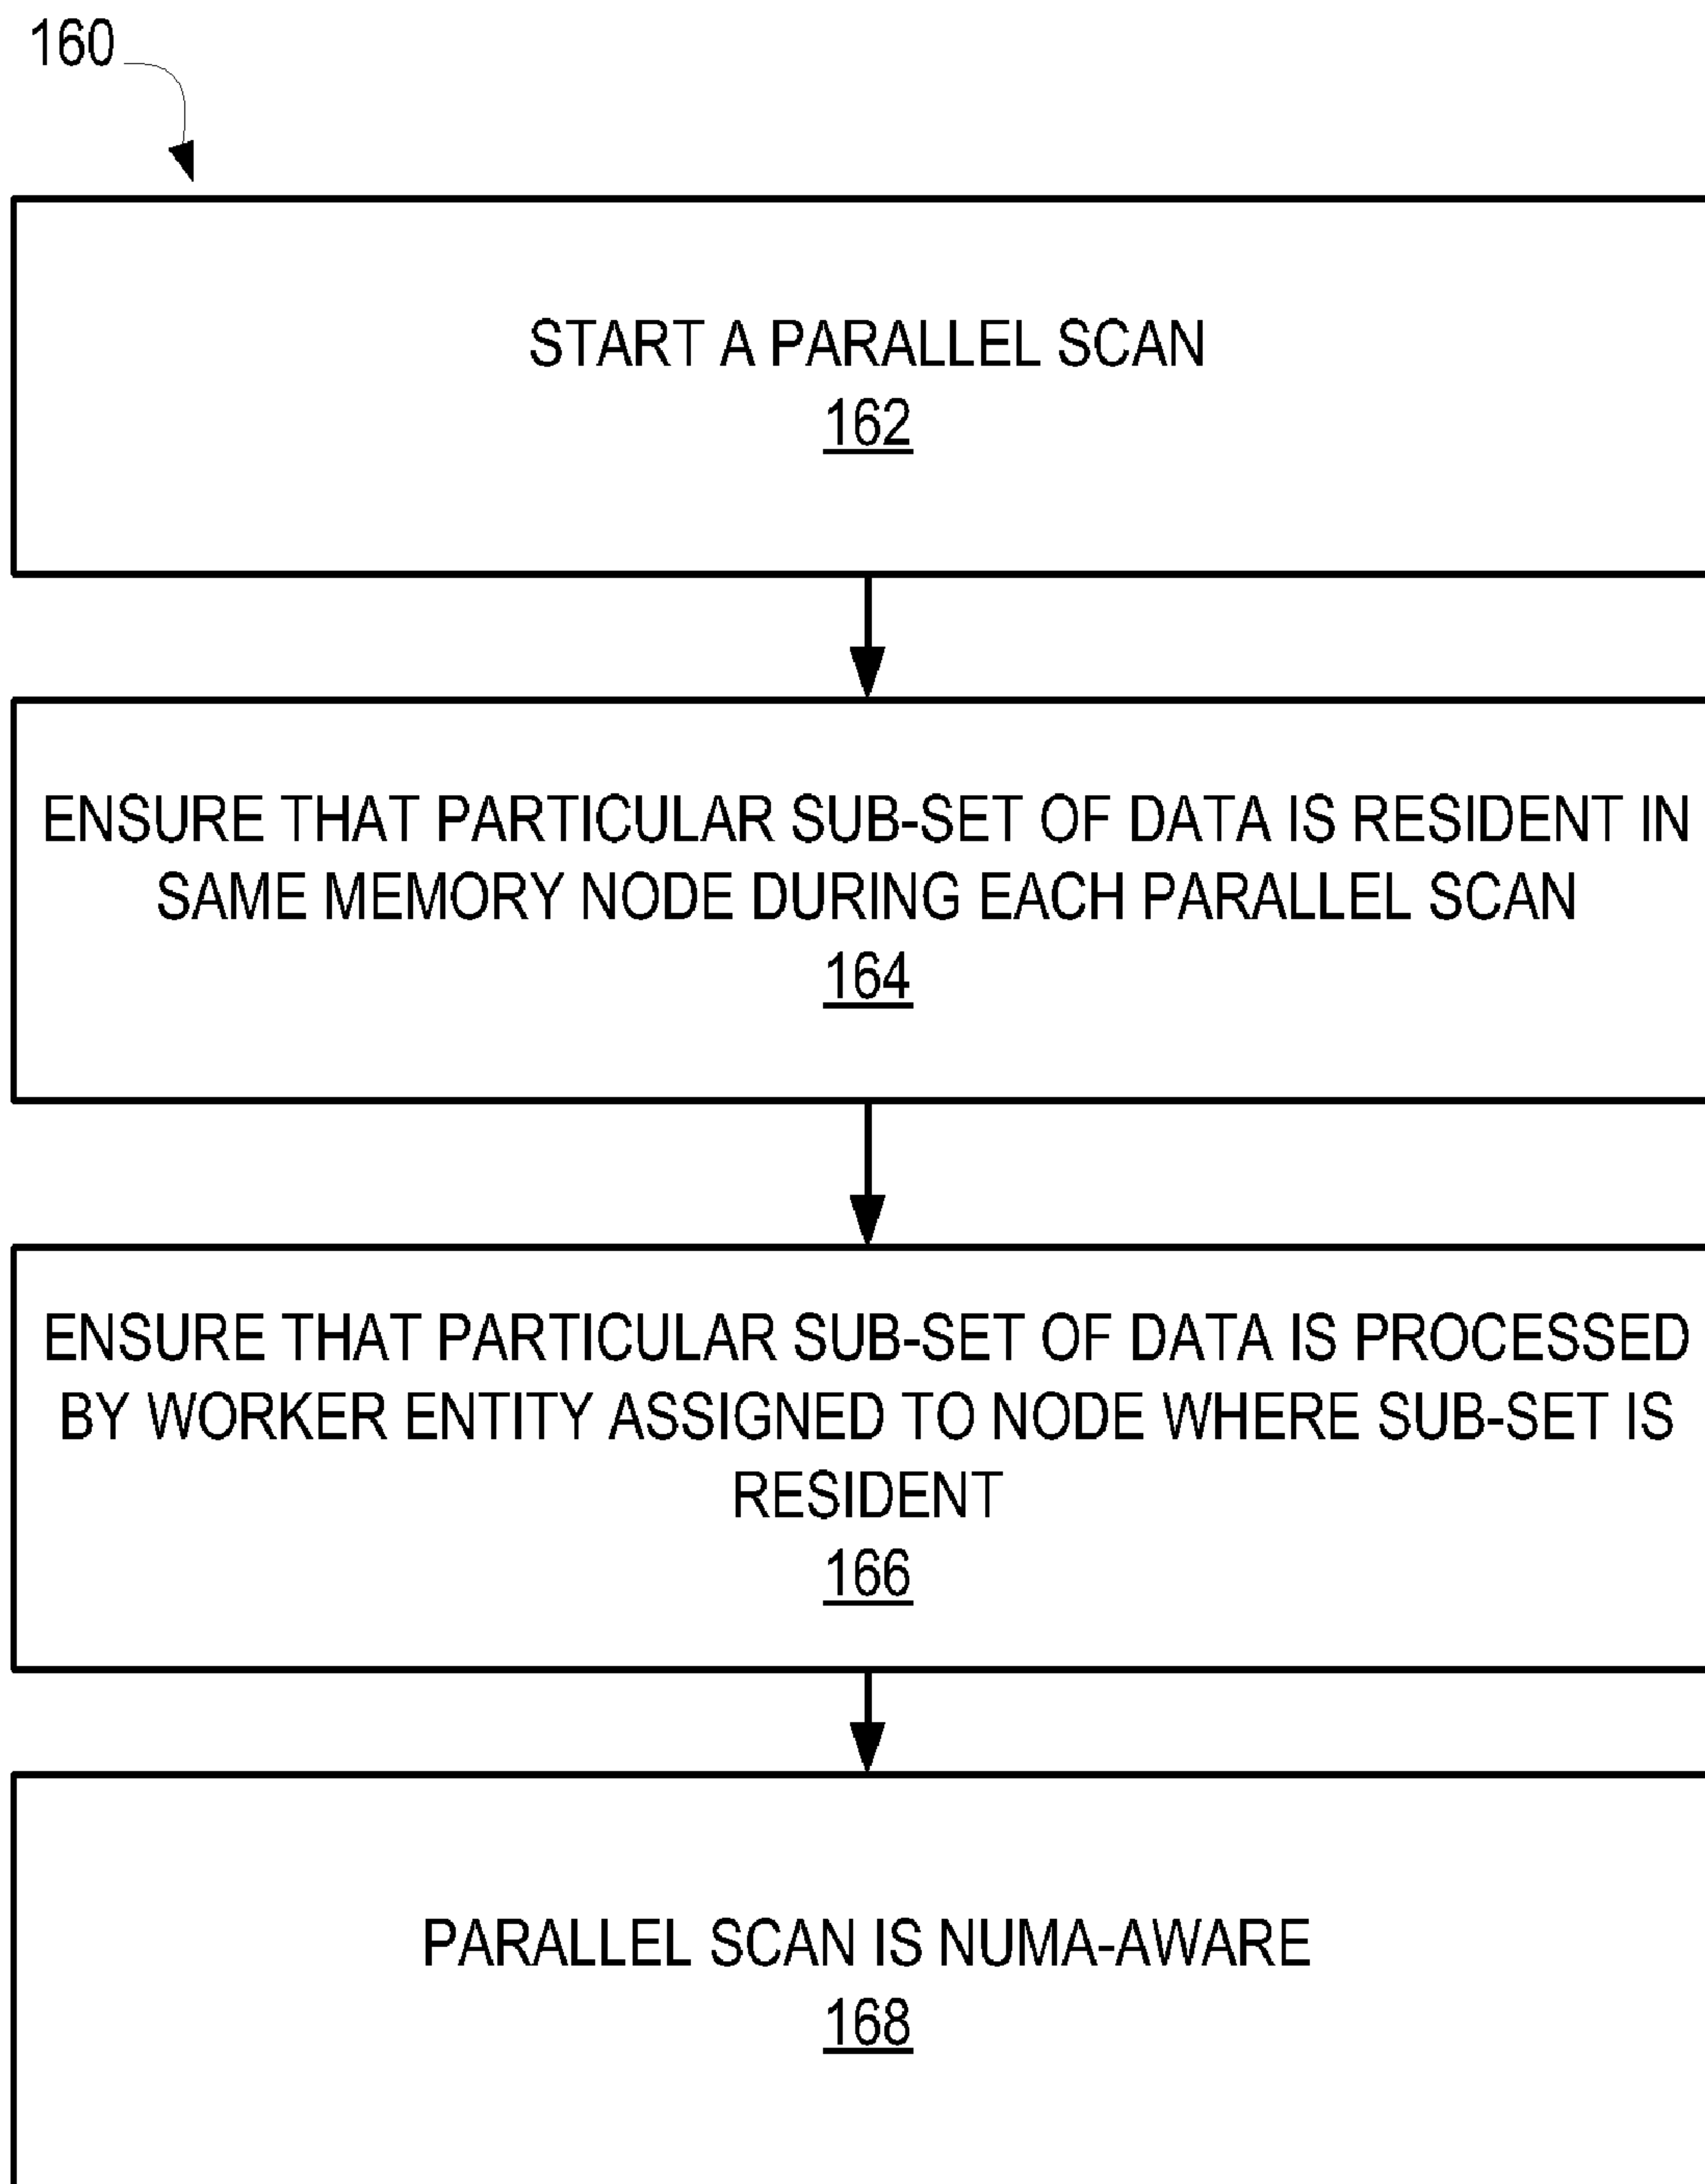 160
START A PARALLEL SCAN
162
ENSURE THAT PARTICULAR SUB-SET OF DATA IS RESIDENT IN
SAME MEMORY NODE DURING EACH PARALLEL SCAN
164
ENSURE THAT PARTICULAR SUB-SET OF DATA IS PROCESSED
BY WORKER ENTITY ASSIGNED TO NODE WHERE SUB-SET IS
RESIDENT
166
PARALLEL SCAN IS NUMA-AWARE
168